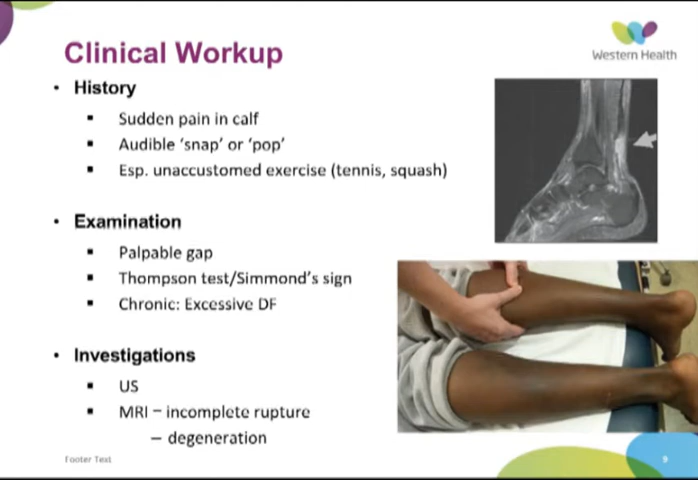 Clinical Workup
Western Health
• History
▪ Sudden pain in calf
▪ Audible ‘snap’ or ‘pop’
▪ Esp. unaccustomed exercise (tennis, squash)
• Examination
▪ Palpable gap
▪ Thompson test/Simmond’s sign
▪ Chronic: Excessive DF
• Investigations
▪ US
▪ MRI – incomplete rupture
– degeneration
Footer Text
9